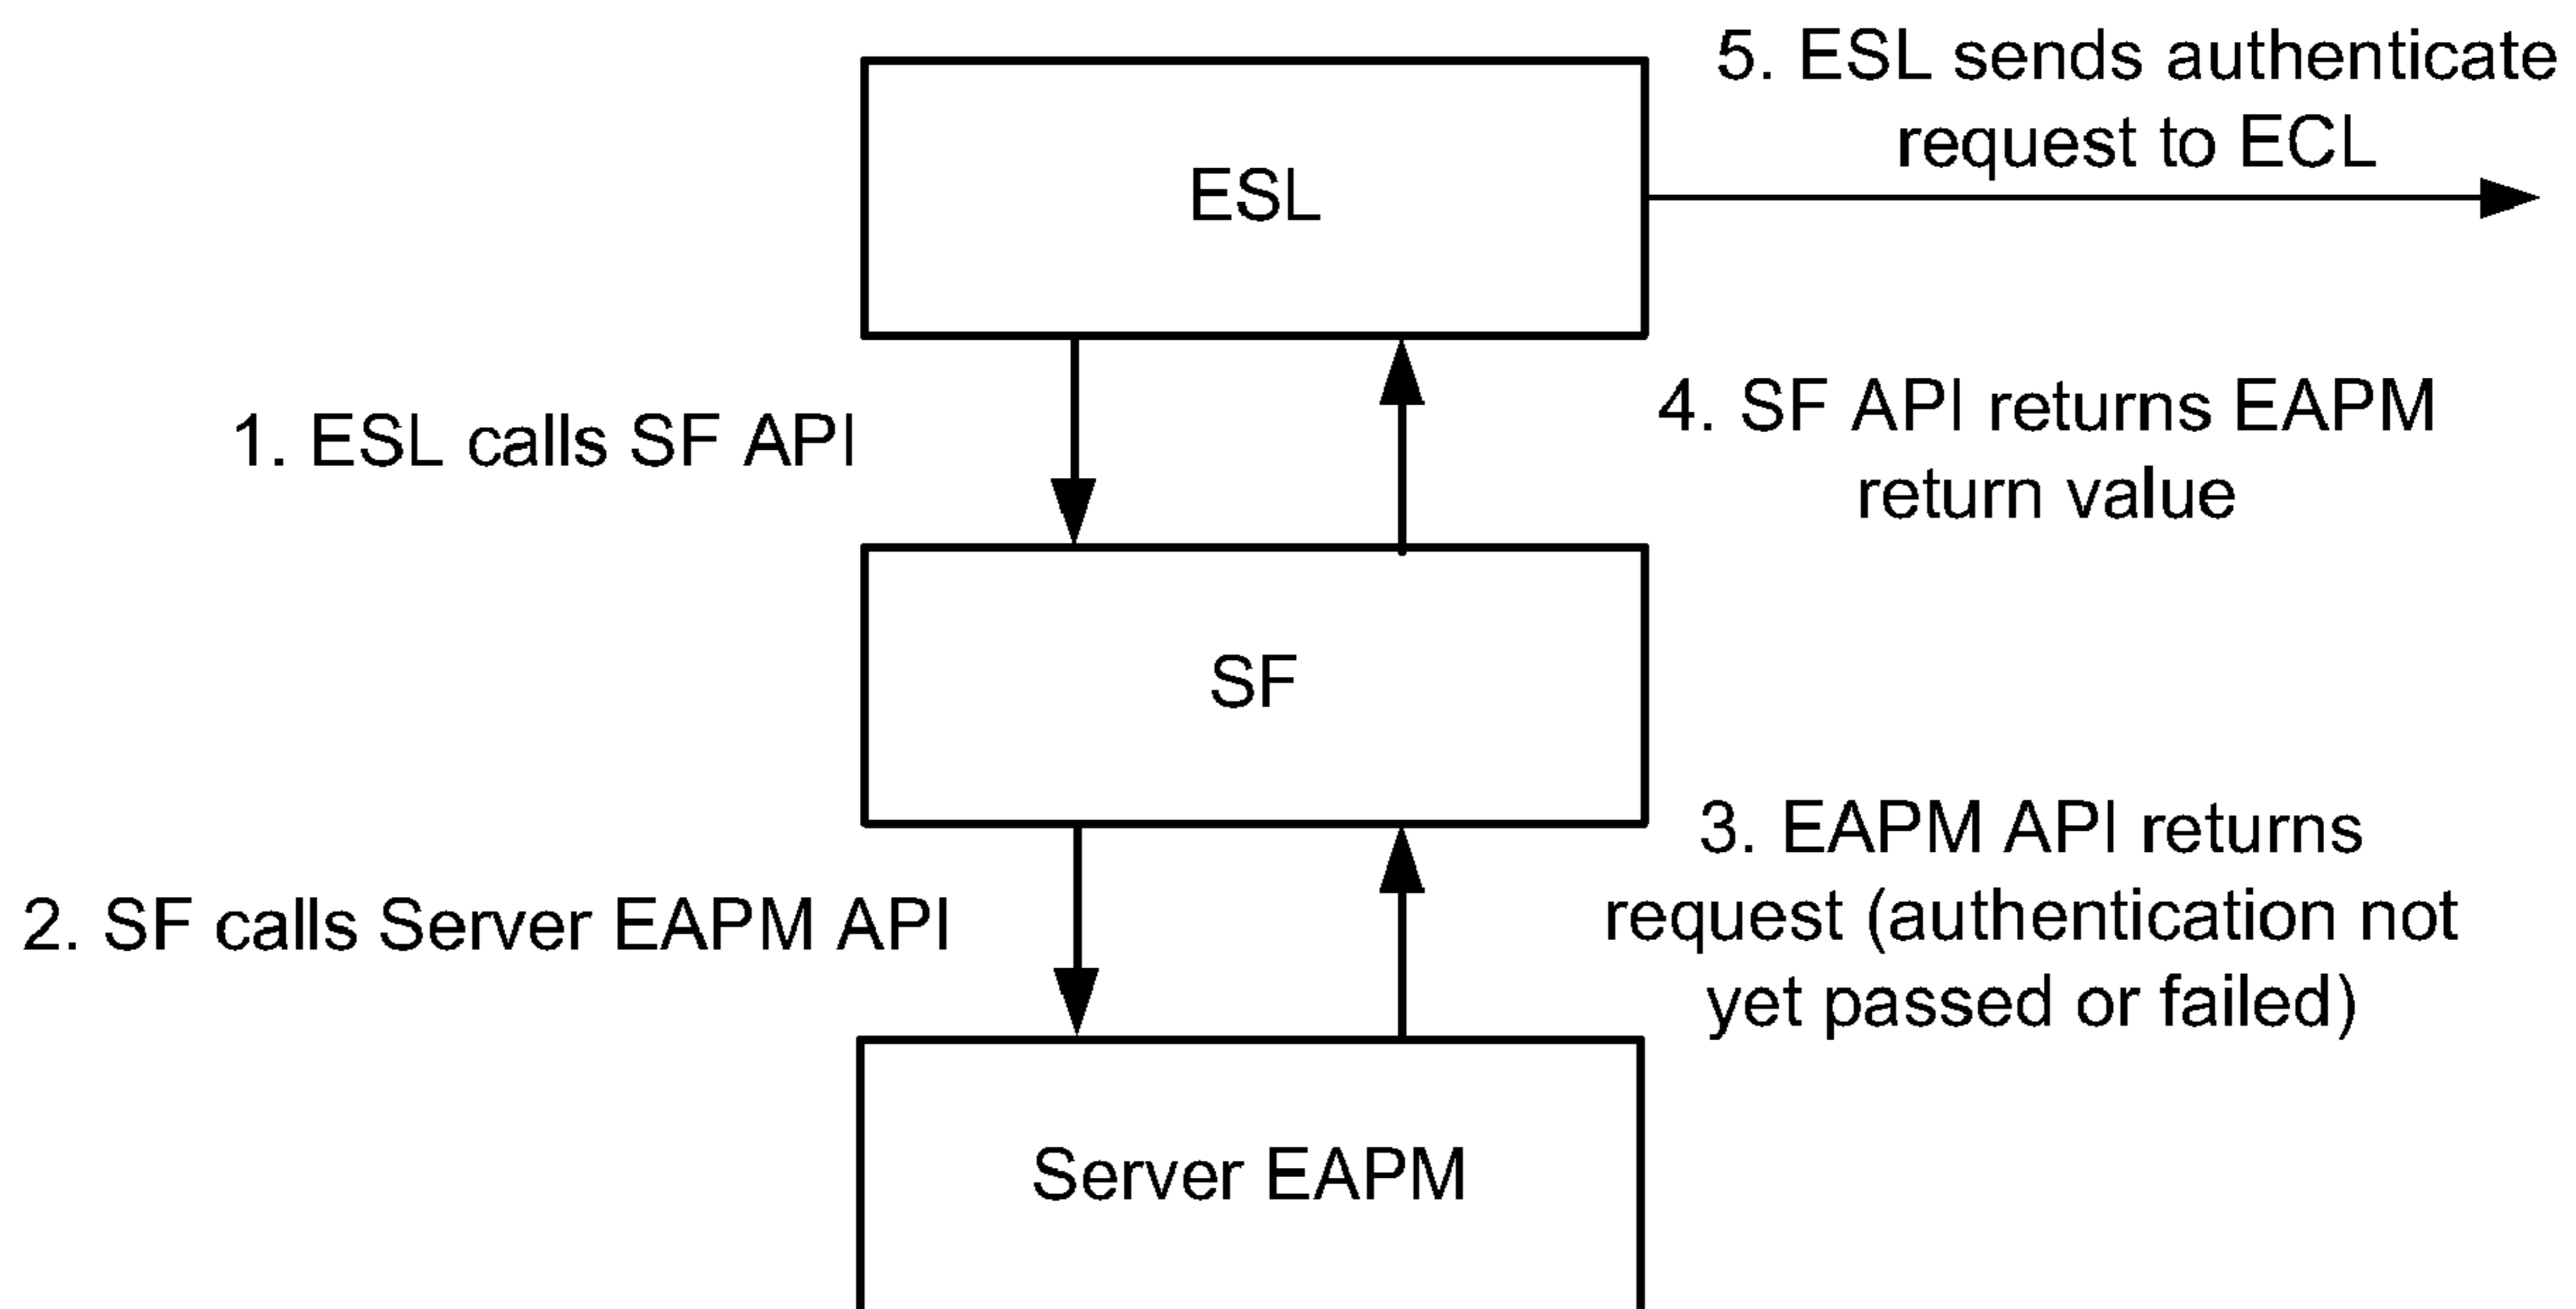 5. ESL sends authenticate
request to ECL
ESL
1. ESL calls SF API
4. SF API returns EAPM
return value
SF
2. SF calls Server EAPM API
3. EAPM API returns
request (authentication not
yet passed or failed)
Server EAPM